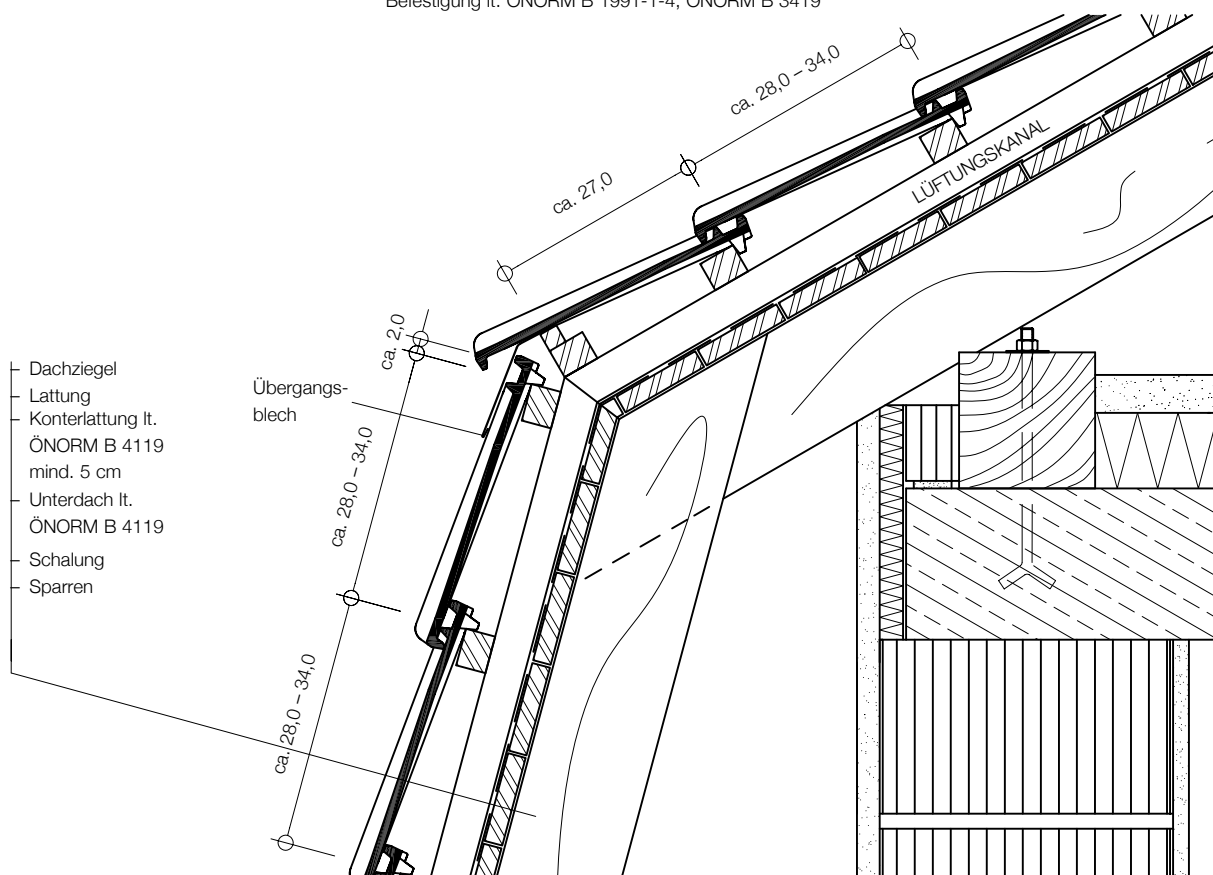 Befestigung lt. ÖNORM B 1991-1-4, ÖNORM B 3419
ca. 28,0 – 34,0
ca. 27,0
LÜFTUNGSKANAL
ca. 2,0
Übergangs-
blech
ca. 28,0 – 34,0
ca. 28,0 – 34,0
Dachziegel
Lattung
Konterlattung lt.
ÖNORM B 4119
mind. 5 cm
Unterdach lt.
ÖNORM B 4119
Schalung
Sparren